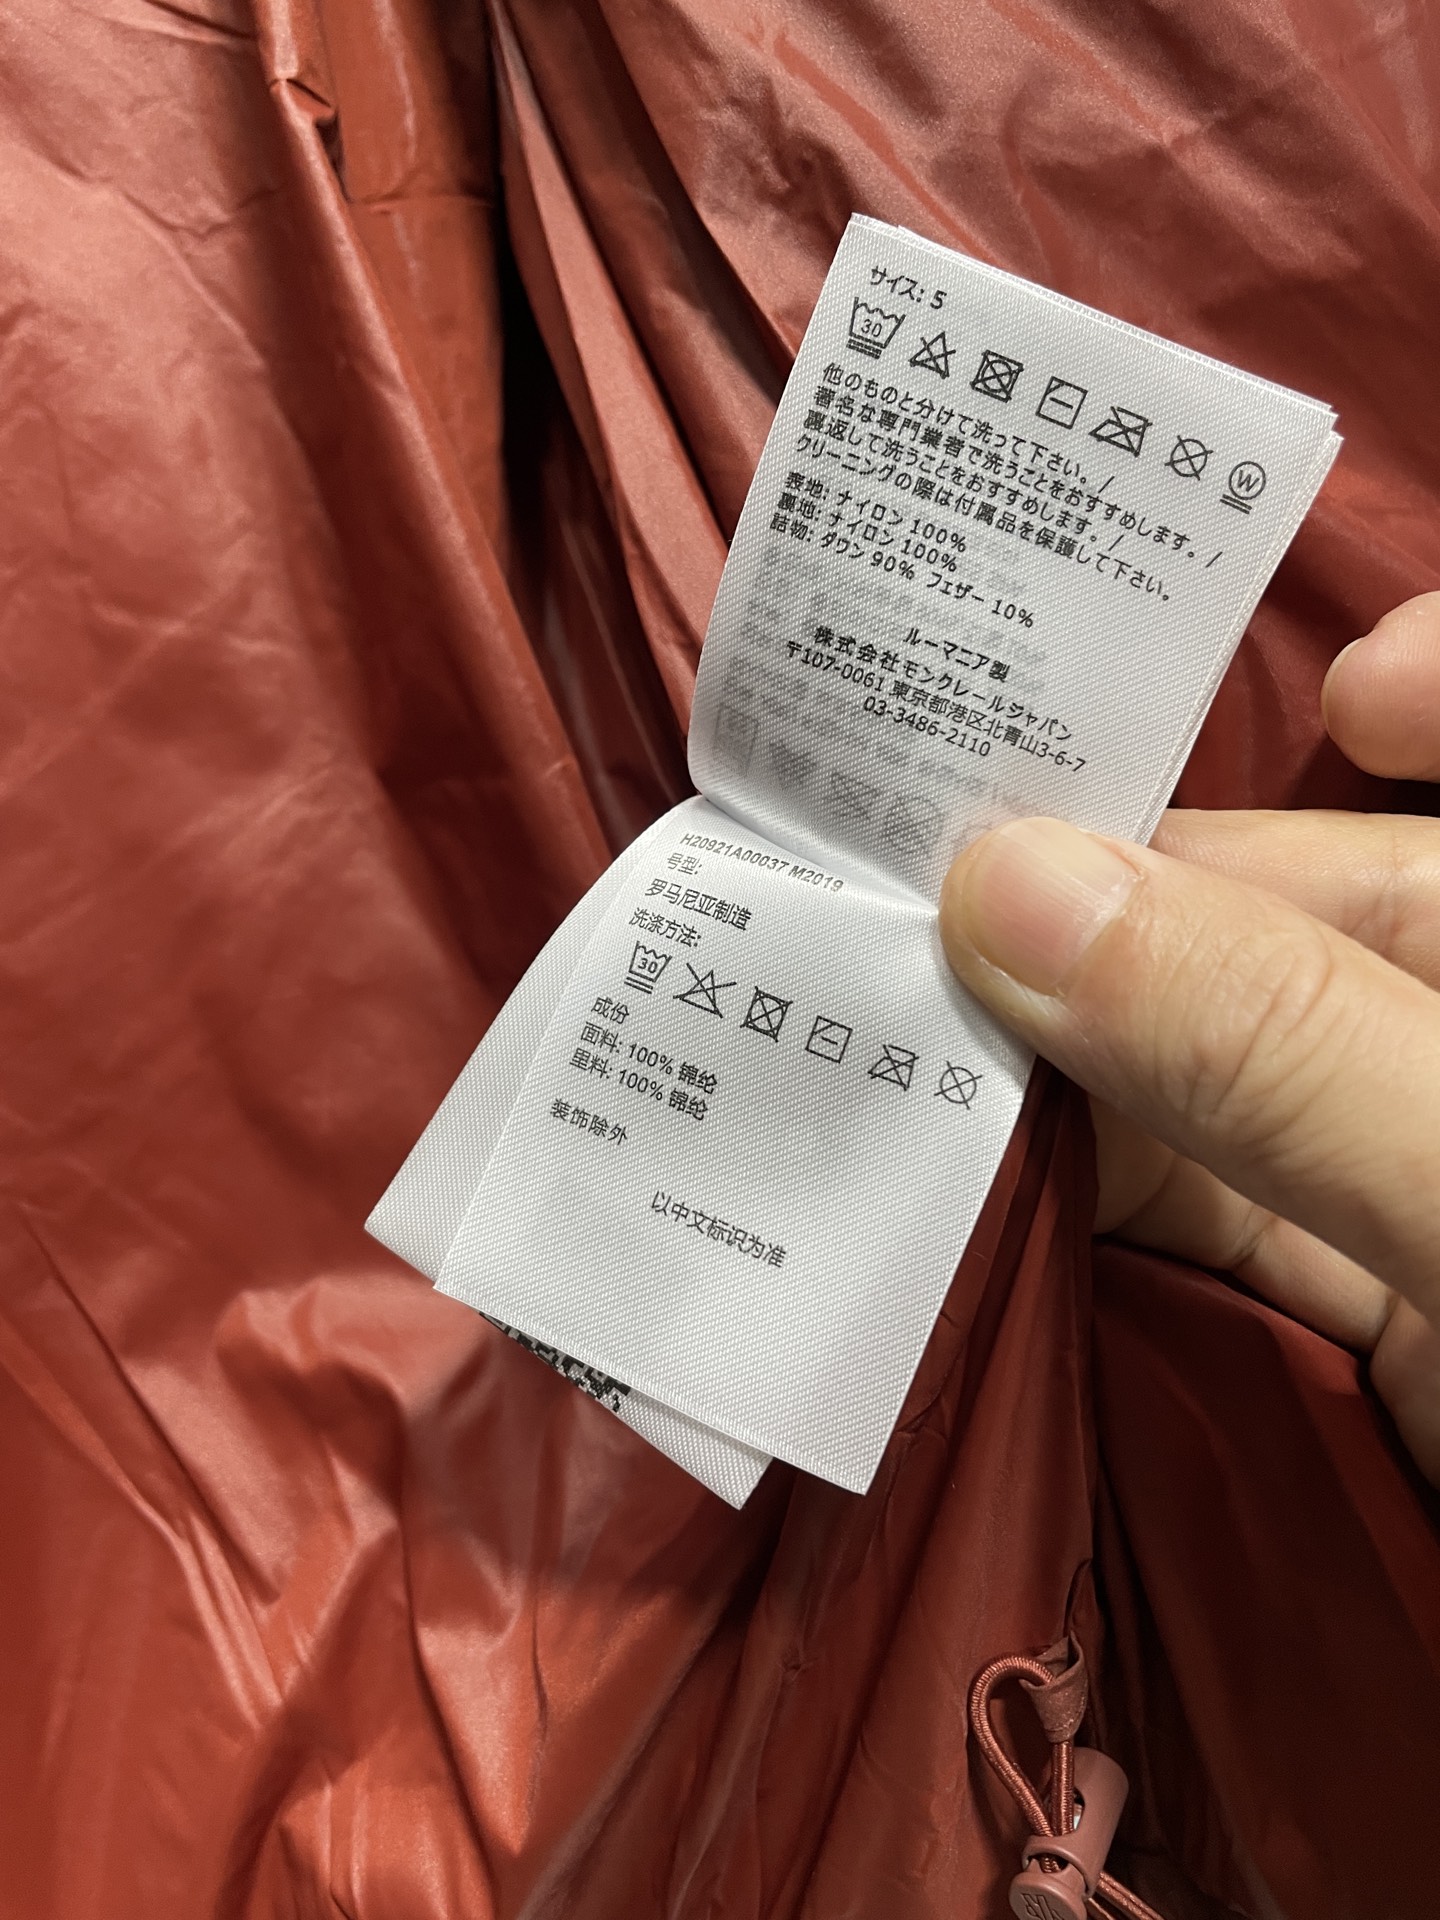 サイズ: 5
30
W
他のものと分けて洗って下さい。/
著名な専門業者で洗うことをおすすめします。/
裏返して洗うことをおすすめします。/
クリーニングの際は付属品を保護して下さい。
表地: ナイロン 100%
裏地: ナイロン 100%
詰物: ダウン 90% フェザー 10%
ルーマニア製
株式会社モンクレールジャパン
〒107-0061 東京都港区北青山3-6-7
03-3486-2110
H20921A00037 M2019
号型:
罗马尼亚制造
洗涤方法:
30
成份
面料: 100% 锦纶
里料: 100% 锦纶
装饰除外
以中文标识为准